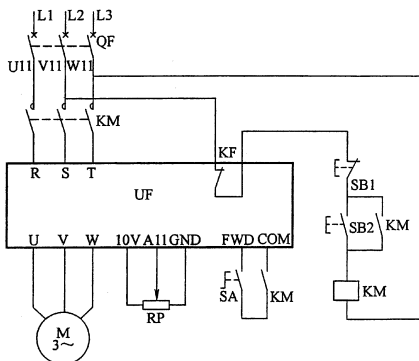 L1 L2 L3
QF
U11 V11 W11
KM
KF
R S T
UF
SB1
SB2 KM
U V W 10V A11 GND FWD COM
SA KM
KM
RP
M
3~